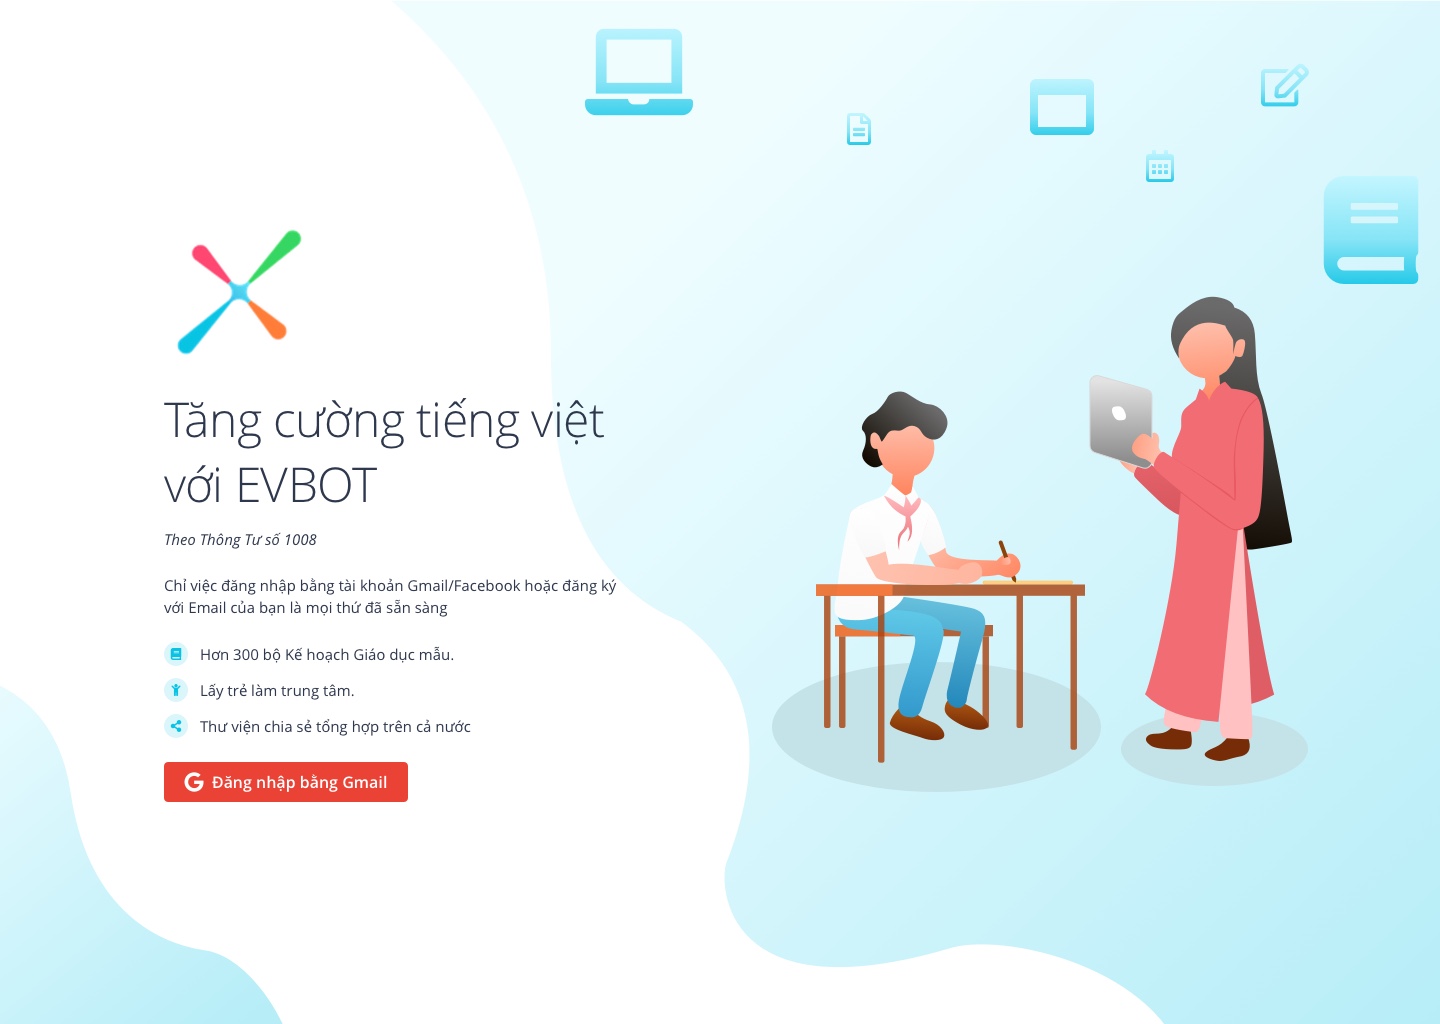 Tăng cường tiếng việt
với EVBOT
Theo Thông Tư số 1008
Chỉ việc đăng nhập bằng tài khoản Gmail/Facebook hoặc đăng ký
với Email của bạn là mọi thứ đã sẵn sàng
Hơn 300 bộ Kế hoạch Giáo dục mẫu.
Lấy trẻ làm trung tâm.
Thư viện chia sẻ tổng hợp trên cả nước
Đăng nhập bằng Gmail